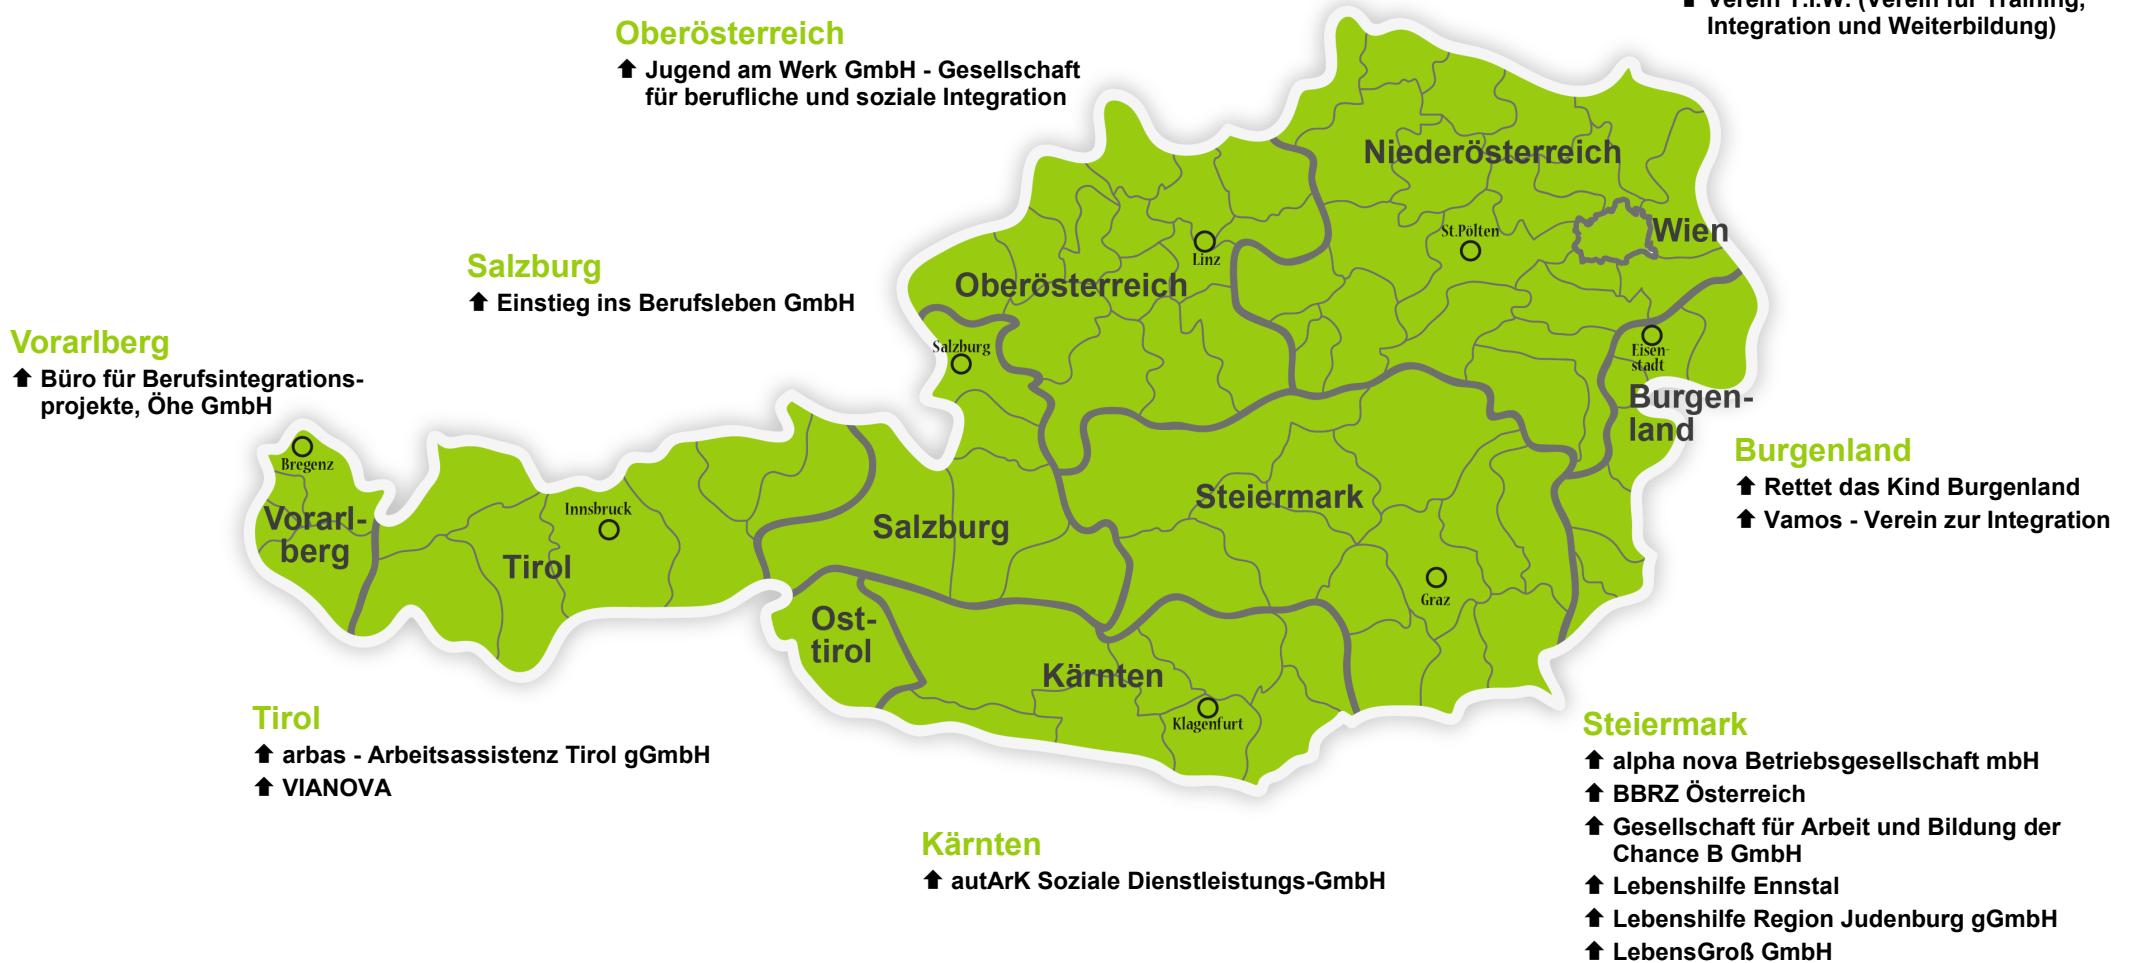 Verein T.I.W. (Verein für Training,
Integration und Weiterbildung)
Oberösterreich
Jugend am Werk GmbH - Gesellschaft
für berufliche und soziale Integration
Salzburg
Einstieg ins Berufsleben GmbH
Vorarlberg
Büro für Berufsintegrations-
projekte, Öhe GmbH
Niederösterreich
Wien
St.Pölten
Linz
Oberösterreich
Salzburg
Eisen-
stadt
Burgen-
land
Bregenz
Vorarl-
berg
Innsbruck
Tirol
Salzburg
Steiermark
Graz
Ost-
tirol
Kärnten
Klagenfurt
Burgenland
Rettet das Kind Burgenland
Vamos - Verein zur Integration
Tirol
arbas - Arbeitsassistenz Tirol gGmbH
VIANOVA
Kärnten
autArK Soziale Dienstleistungs-GmbH
Steiermark
alpha nova Betriebsgesellschaft mbH
BBRZ Österreich
Gesellschaft für Arbeit und Bildung der
Chance B GmbH
Lebenshilfe Ennstal
Lebenshilfe Region Judenburg gGmbH
LebensGroß GmbH